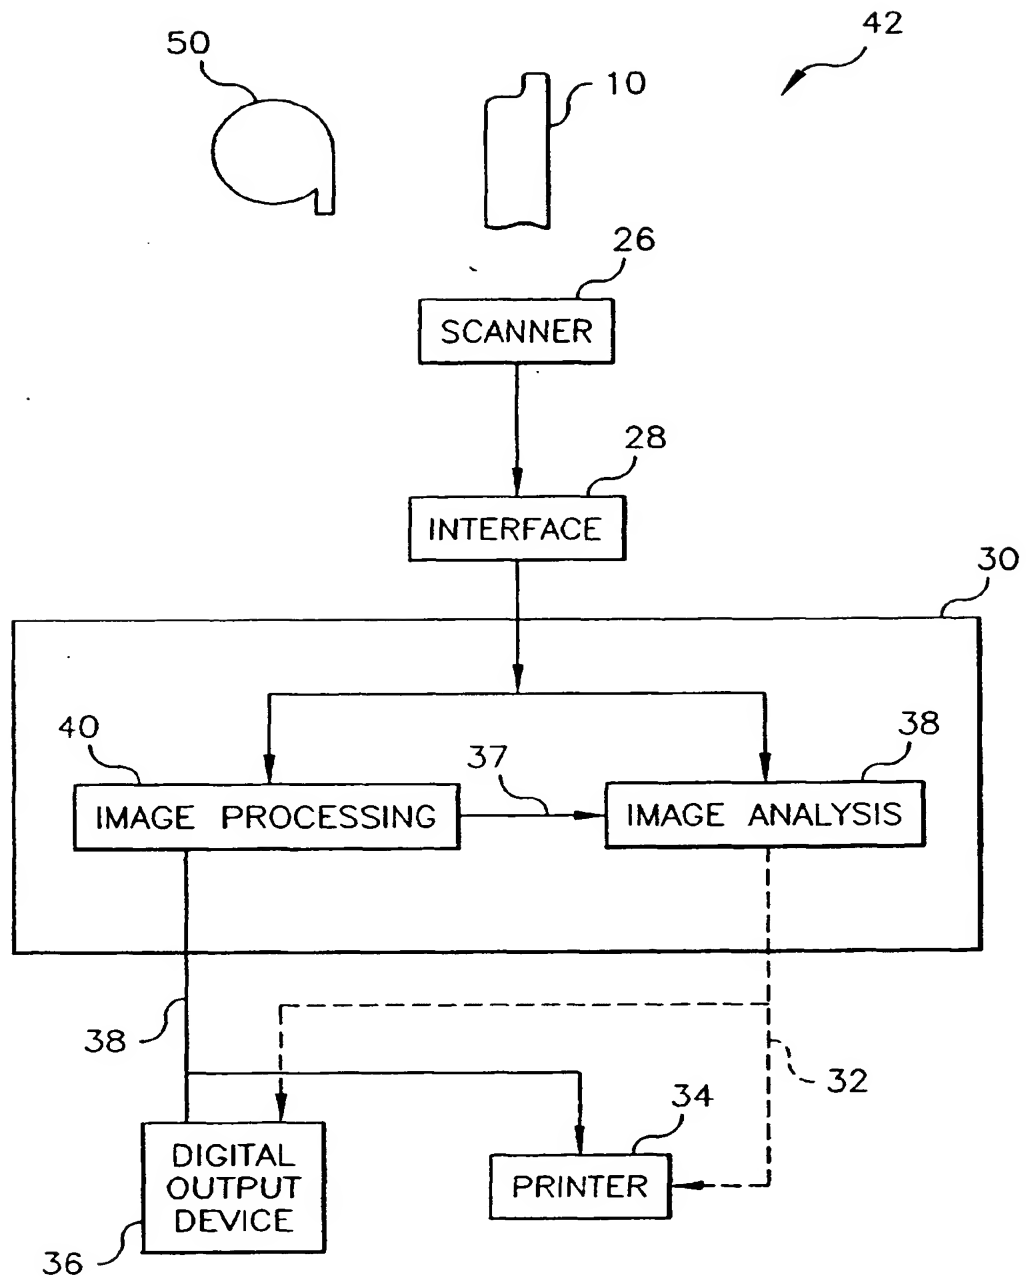 42
50
10
26
SCANNER
28
INTERFACE
30
40
37
38
IMAGE PROCESSING
IMAGE ANALYSIS
38
32
34
DIGITAL
OUTPUT
DEVICE
PRINTER
36